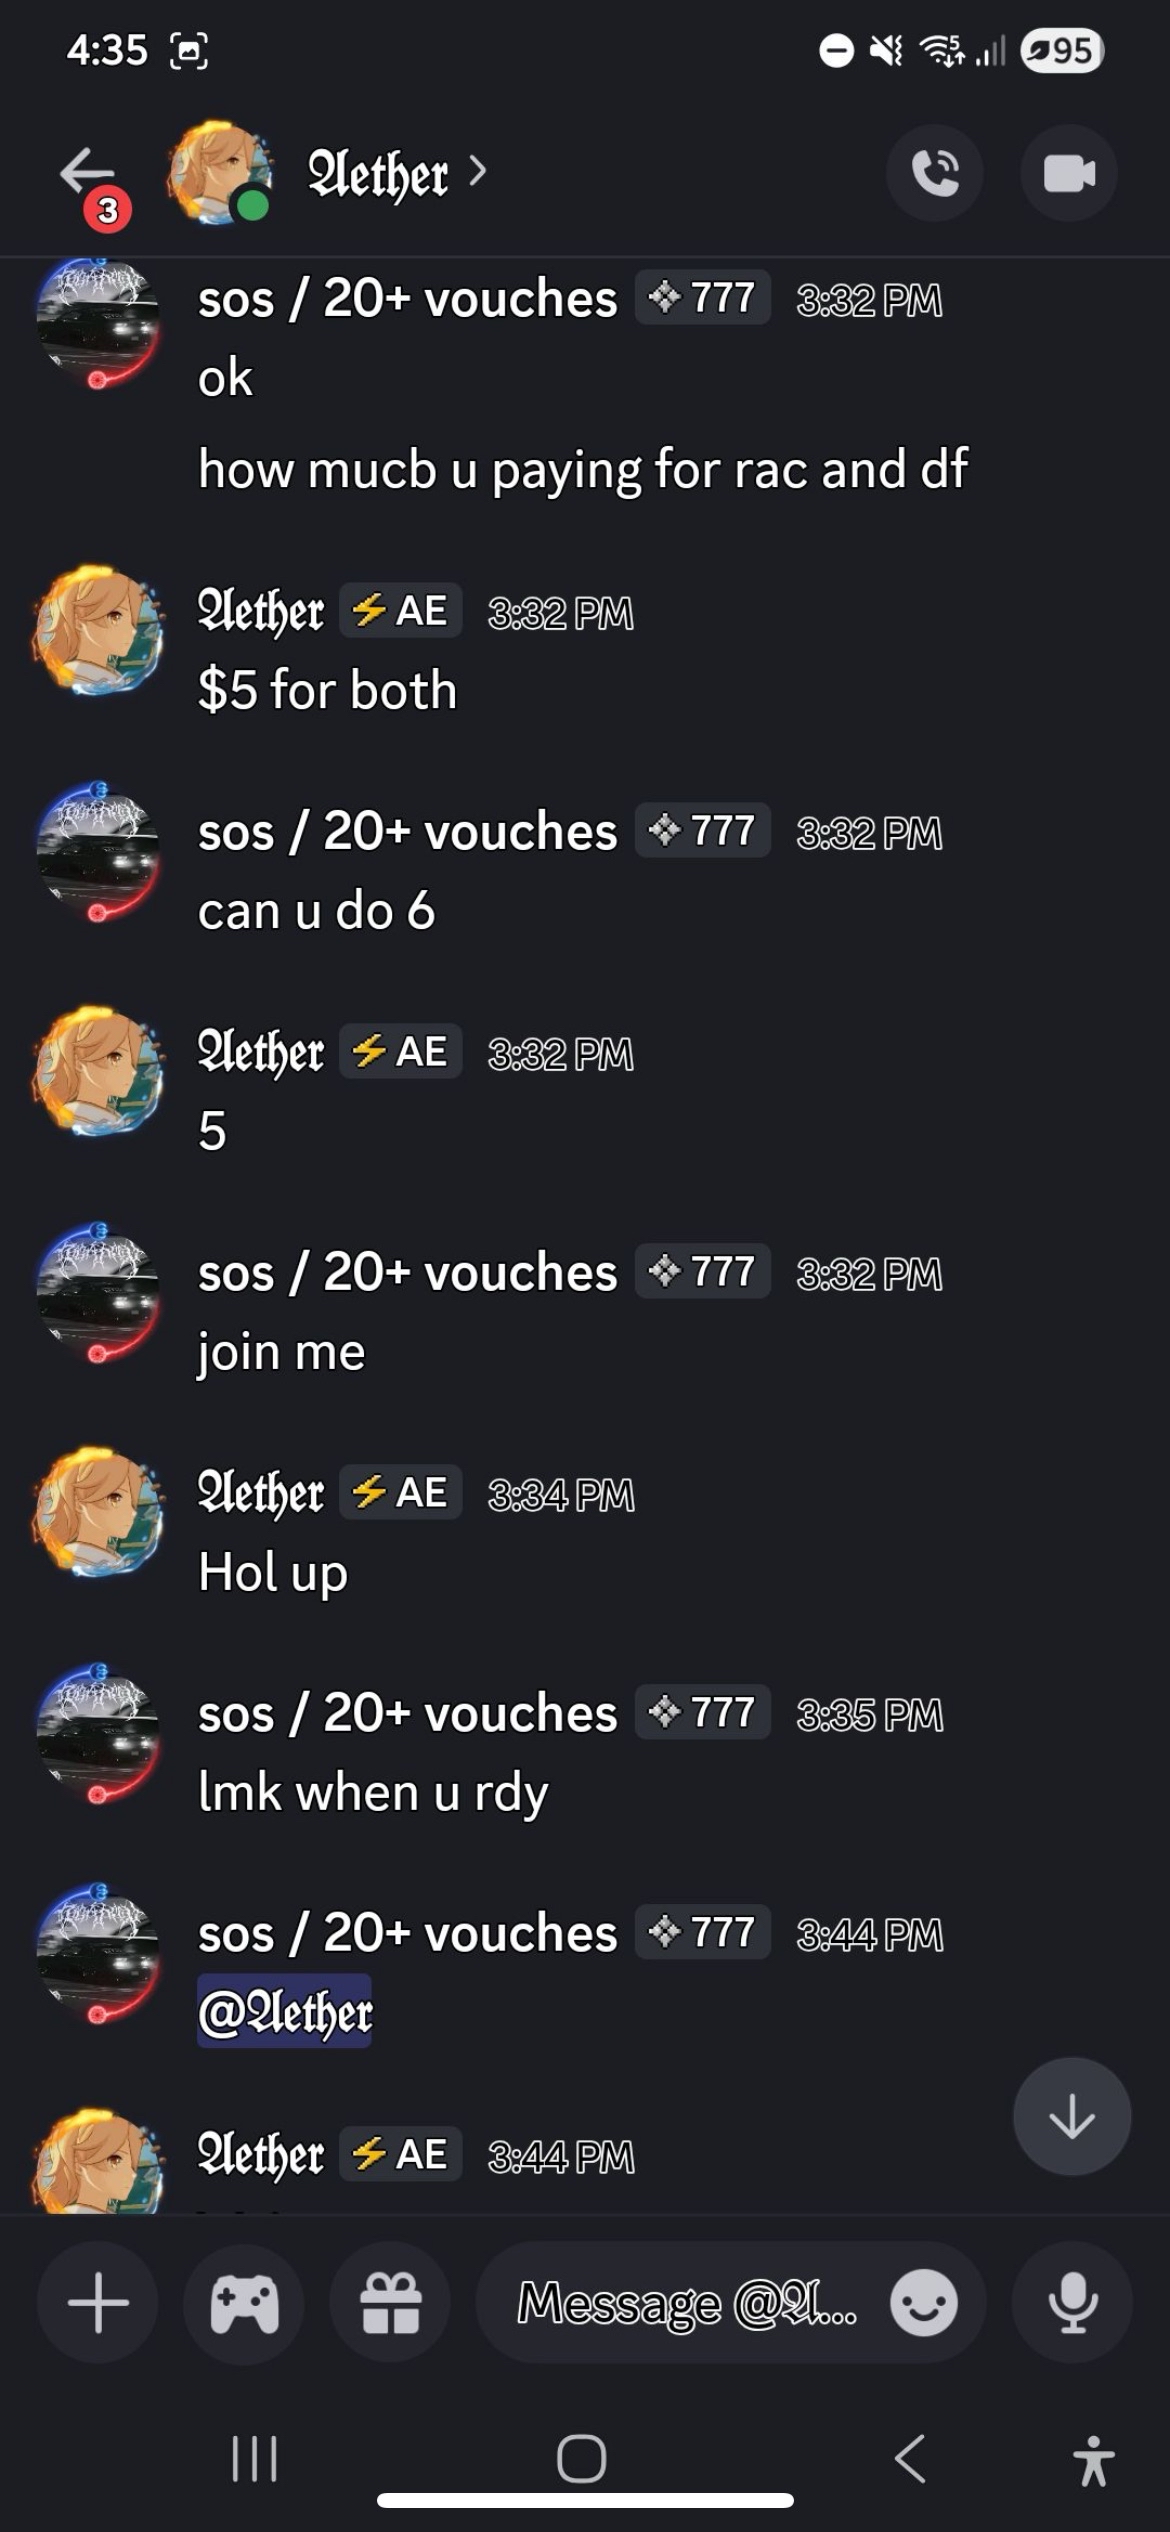 4:35
5
95
3
Aether
sos / 20+ vouches 777 3:32 PM
ok
how mucb u paying for rac and df
Aether AE 3:32 PM
$5 for both
sos / 20+ vouches 777 3:32 PM
can u do 6
Aether AE 3:32 PM
5
sos / 20+ vouches 777 3:32 PM
join me
Aether AE 3:34 PM
Hol up
sos / 20+ vouches 777 3:35 PM
lmk when u rdy
sos / 20+ vouches 777 3:44 PM
@Aether
Aether AE 3:44 PM
Message @A...